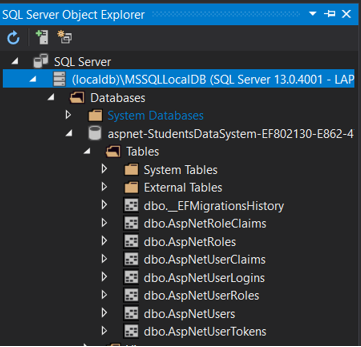 SQL Server Object Explorer
SQL Server
(localdb)\MSSQLLocalDB (SQL Server 13.0.4001 - LAP
Databases
System Databases
aspnet-StudentsDataSystem-EF802130-E862-4
Tables
System Tables
External Tables
dbo.__EFMigrationsHistory
dbo.AspNetRoleClaims
dbo.AspNetRoles
dbo.AspNetUserClaims
dbo.AspNetUserLogins
dbo.AspNetUserRoles
dbo.AspNetUsers
dbo.AspNetUserTokens